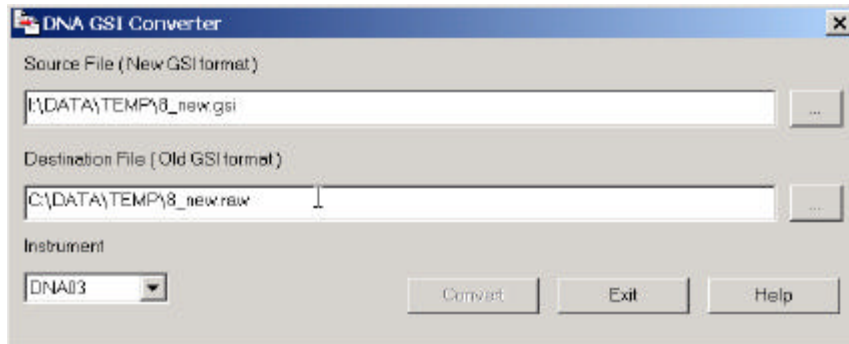 DNA GSI Converter
Source File (New GSI format)
I:\DATA\TEMP\8_new.gsi
...
Destination File (Old GSI format)
C:\DATA\TEMP\8_new.raw
...
Instrument
DNA03
Convert
Exit
Help